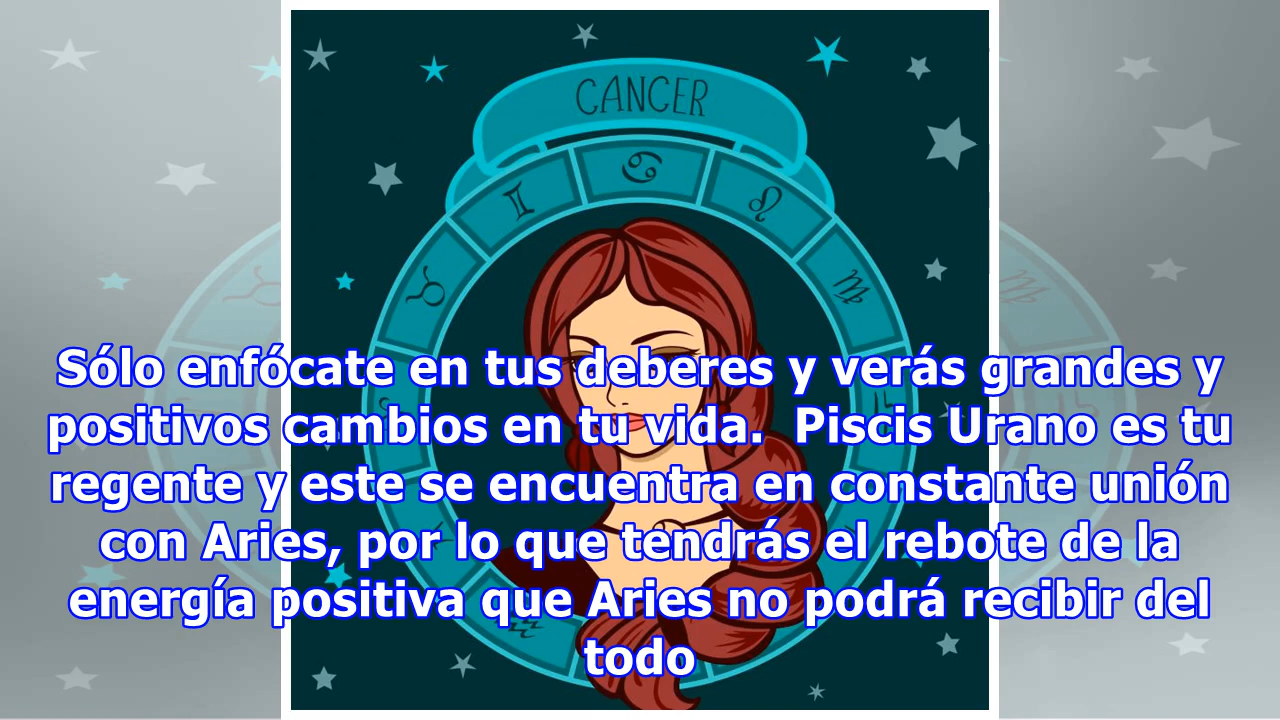 CANCER
Sólo enfócate en tus deberes y verás grandes y
positivos cambios en tu vida.  Piscis Urano es tu
regente y este se encuentra en constante unión
con Aries, por lo que tendrás el rebote de la
energía positiva que Aries no podrá recibir del
todo